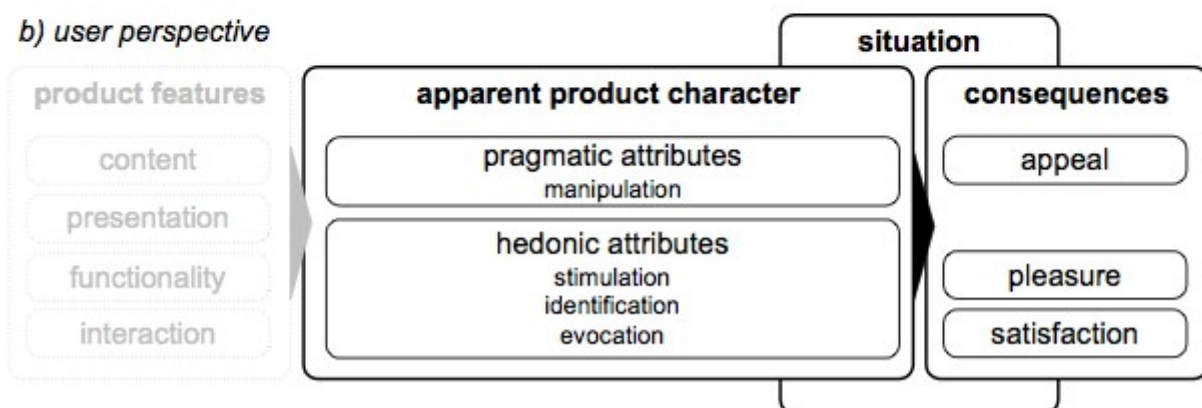 b) user perspective
situation
product features
content
presentation
functionality
interaction
apparent product character
pragmatic attributes
manipulation
hedonic attributes
stimulation
identification
evocation
consequences
appeal
pleasure
satisfaction